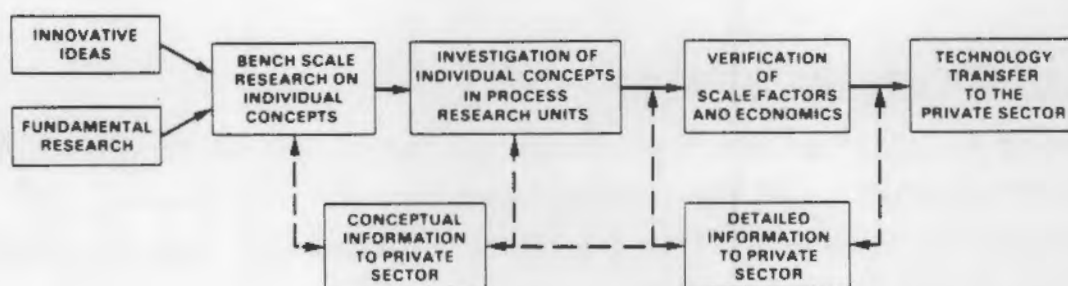 INNOVATIVE
IDEAS
FUNDAMENTAL
RESEARCH
BENCH SCALE
RESEARCH ON
INDIVIDUAL
CONCEPTS
INVESTIGATION OF
INDIVIDUAL CONCEPTS
IN PROCESS
RESEARCH UNITS
VERIFICATION
OF
SCALE FACTORS
AND ECONOMICS
TECHNOLOGY
TRANSFER
TO THE
PRIVATE SECTOR
CONCEPTUAL
INFORMATION
TO PRIVATE
SECTOR
DETAILED
INFORMATION
TO PRIVATE
SECTOR